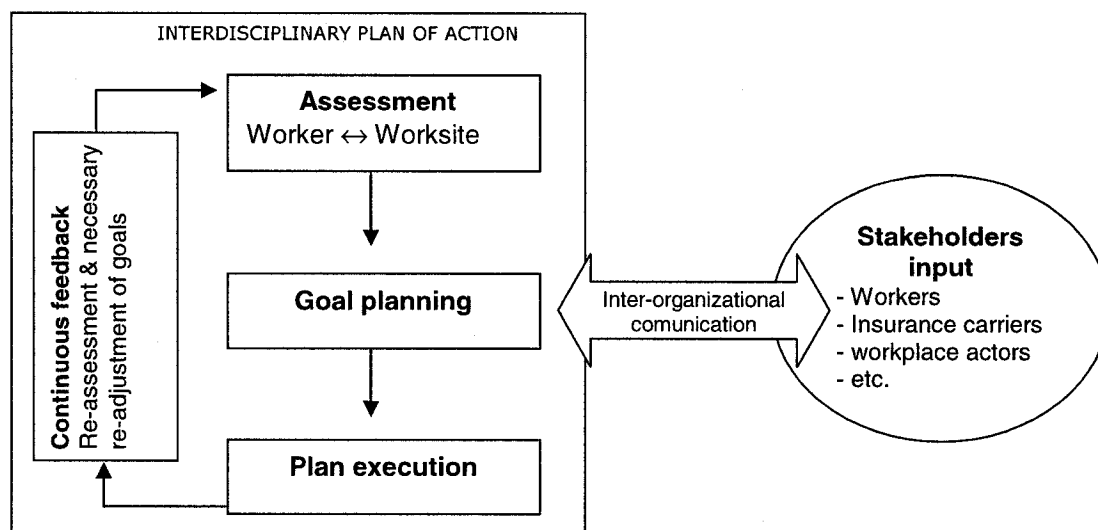 INTERDISCIPLINARY PLAN OF ACTION
Assessment
Worker ↔ Worksite
Continuous feedback
Re-assessment & necessary
re-adjustment of goals
Goal planning
Plan execution
Inter-organizational
comunication
Stakeholders
input
- Workers
- Insurance carriers
- workplace actors
- etc.